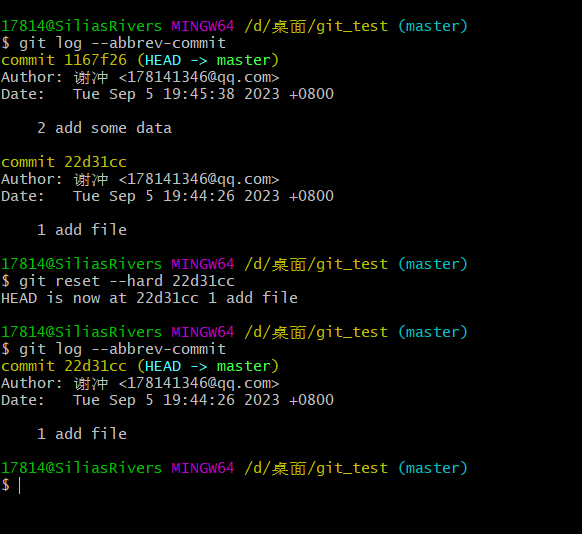 17814@SiliasRivers MINGW64 /d/桌面/git_test (master)
$ git log --abbrev-commit
commit 1167f26 (HEAD -> master)
Author: 谢冲 <178141346@qq.com>
Date:   Tue Sep 5 19:45:38 2023 +0800
    2 add some data
commit 22d31cc
Author: 谢冲 <178141346@qq.com>
Date:   Tue Sep 5 19:44:26 2023 +0800
    1 add file
17814@SiliasRivers MINGW64 /d/桌面/git_test (master)
$ git reset --hard 22d31cc
HEAD is now at 22d31cc 1 add file
17814@SiliasRivers MINGW64 /d/桌面/git_test (master)
$ git log --abbrev-commit
commit 22d31cc (HEAD -> master)
Author: 谢冲 <178141346@qq.com>
Date:   Tue Sep 5 19:44:26 2023 +0800
    1 add file
17814@SiliasRivers MINGW64 /d/桌面/git_test (master)
$